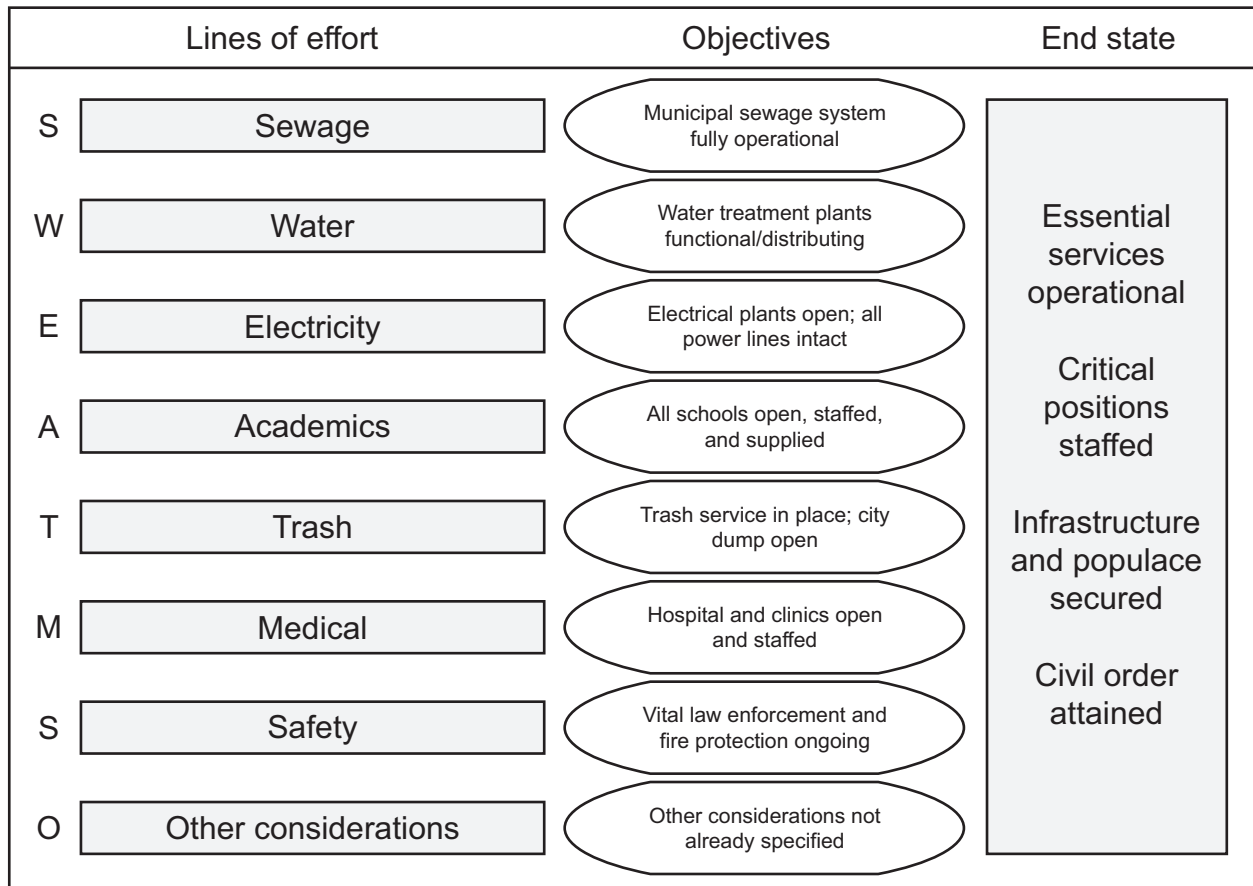 Lines of effort
Objectives
End state
S
Sewage
Municipal sewage system
fully operational
W
Water
Water treatment plants
functional/distributing
E
Electricity
Electrical plants open; all
power lines intact
A
Academics
All schools open, staffed,
and supplied
T
Trash
Trash service in place; city
dump open
M
Medical
Hospital and clinics open
and staffed
S
Safety
Vital law enforcement and
fire protection ongoing
O
Other considerations
Other considerations not
already specified
Essential
services
operational
Critical
positions
staffed
Infrastructure
and populace
secured
Civil order
attained